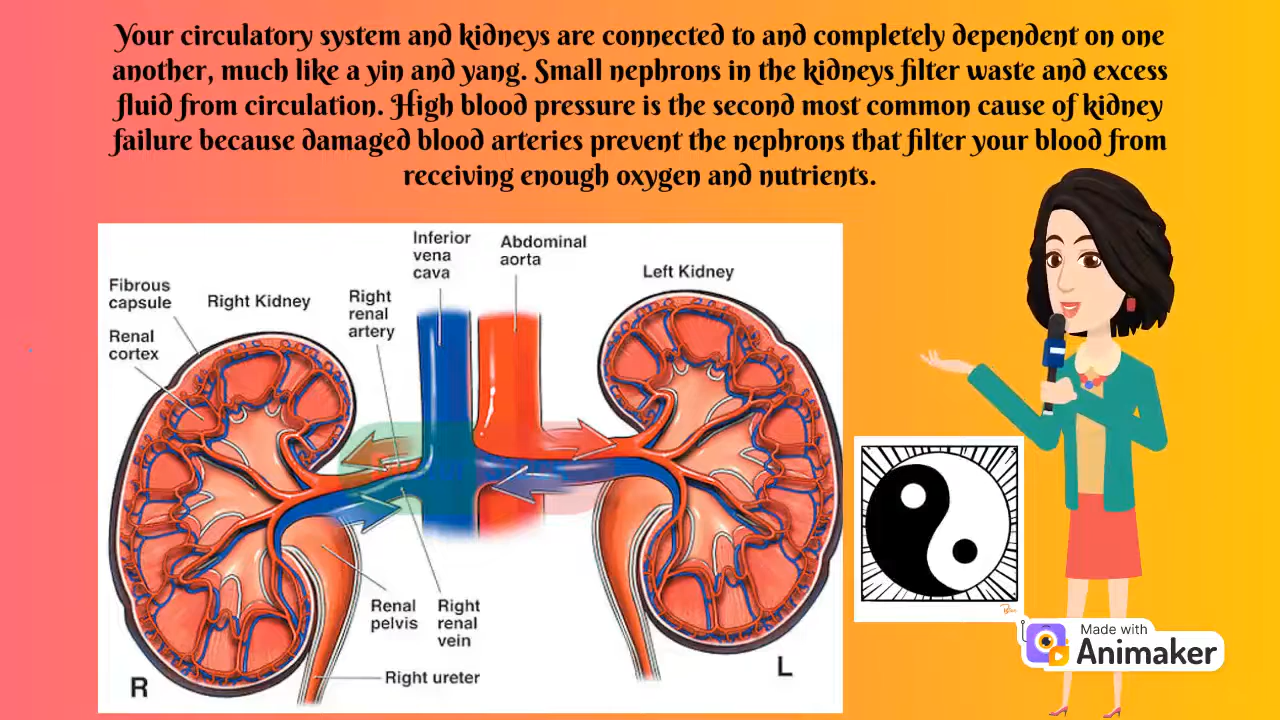 Your circulatory system and kidneys are connected to and completely dependent on one
another, much like a yin and yang. Small nephrons in the kidneys filter waste and excess
fluid from circulation. High blood pressure is the second most common cause of kidney
failure because damaged blood arteries prevent the nephrons that filter your blood from
receiving enough oxygen and nutrients.
Inferior
vena
cava
Abdominal
aorta
Left Kidney
Fibrous
capsule
Right Kidney
Right
renal
artery
Renal
cortex
Renal
pelvis
Right
renal
vein
Right ureter
R
L
Made with
Animaker